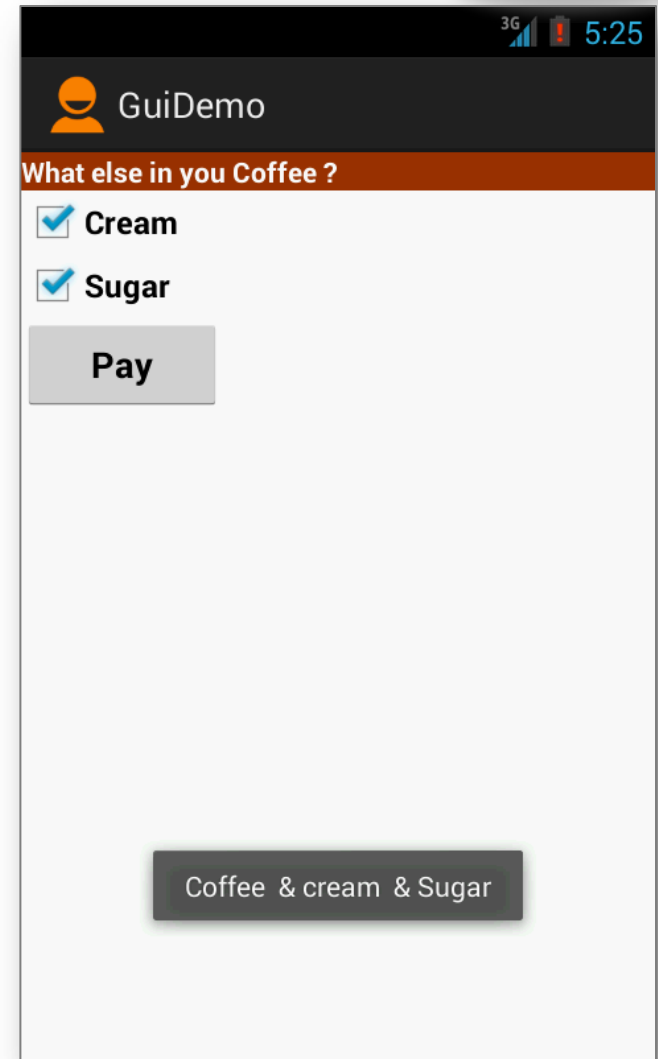 3G 5:25
GuiDemo
What else in you Coffee ?
Cream
Sugar
Pay
Coffee  & cream  & Sugar